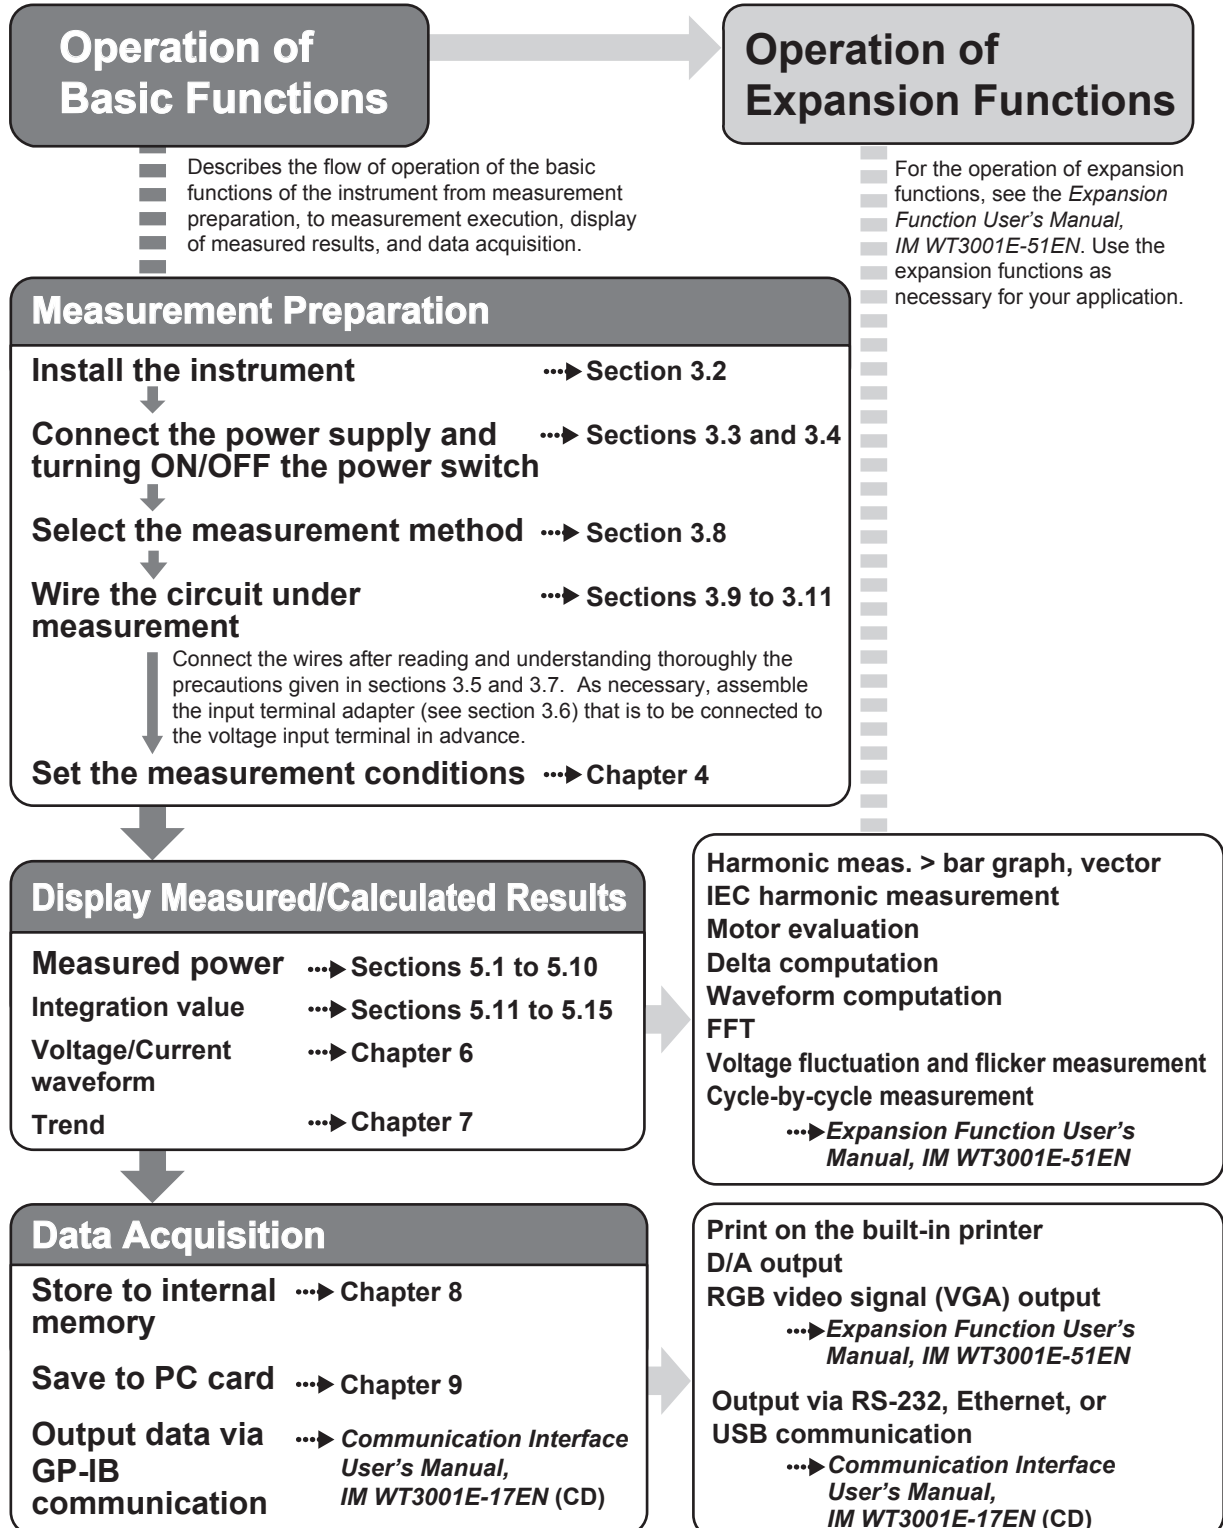 Operation of
Basic Functions
Operation of
Expansion Functions
Describes the flow of operation of the basic
functions of the instrument from measurement
preparation, to measurement execution, display
of measured results, and data acquisition.
For the operation of expansion
functions, see the Expansion
Function User's Manual,
IM WT3001E-51EN. Use the
expansion functions as
necessary for your application.
Measurement Preparation
Install the instrument
Section 3.2
Connect the power supply and
turning ON/OFF the power switch
Sections 3.3 and 3.4
Select the measurement method
Section 3.8
Wire the circuit under
measurement
Sections 3.9 to 3.11
Connect the wires after reading and understanding thoroughly the
precautions given in sections 3.5 and 3.7. As necessary, assemble
the input terminal adapter (see section 3.6) that is to be connected to
the voltage input terminal in advance.
Set the measurement conditions
Chapter 4
Display Measured/Calculated Results
Measured power
Sections 5.1 to 5.10
Integration value
Sections 5.11 to 5.15
Voltage/Current
waveform
Chapter 6
Trend
Chapter 7
Harmonic meas. > bar graph, vector
IEC harmonic measurement
Motor evaluation
Delta computation
Waveform computation
FFT
Voltage fluctuation and flicker measurement
Cycle-by-cycle measurement
Expansion Function User's
Manual, IM WT3001E-51EN
Data Acquisition
Store to internal
memory
Chapter 8
Save to PC card
Chapter 9
Output data via
GP-IB
communication
Communication Interface
User's Manual,
IM WT3001E-17EN (CD)
Print on the built-in printer
D/A output
RGB video signal (VGA) output
Expansion Function User's
Manual, IM WT3001E-51EN
Output via RS-232, Ethernet, or
USB communication
Communication Interface
User's Manual,
IM WT3001E-17EN (CD)